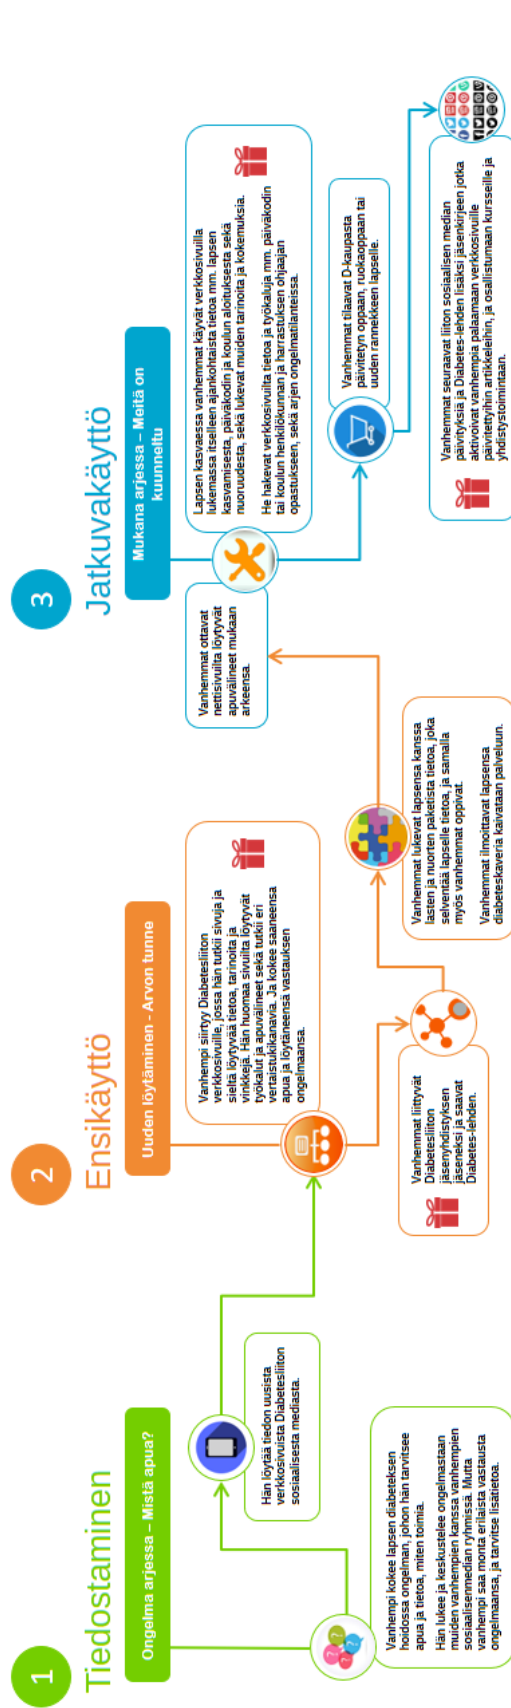 1
Tiedostaminen
Ongelma arjessa – Mistä apua?
Vanhempi kokee lapsen diabeteksen
hoidossa ongelman, johon hän tarvitsee
apua ja tietoa, miten toimia.
Hän lukee ja keskustelee ongelmastaan
muiden vanhempien kanssa vanhempien
sosiaalisenmedian ryhmissä. Mutta
vanhempi saa monta erilaista vastausta
ongelmaansa, ja tarvitse lisätietoa.
Hän löytää tiedon uusista
verkkosivuista Diabetesliiton
sosiaalisesta mediasta.
2
Ensikäyttö
Uuden löytäminen - Arvon tunne
Vanhempi siirtyy Diabetesliiton
verkkosivuille, jossa hän tutkii sivuja ja
sieltä löytyvää tietoa, tarinoita ja
vinkkejä. Hän huomaa sivuilta löytyvät
työkalut ja apuvälineet sekä tutkii eri
vertaistukikanavia. Ja kokee saaneensa
apua ja löytäneensä vastauksen
ongelmaansa.
Vanhemmat liittyvät
Diabetesliiton
jäsenyhdistyksen
jäseneksi ja saavat
Diabetes-lehden.
Vanhemmat lukevat lapsensa kanssa
lasten ja nuorten paketista tietoa, joka
selventää lapselle tietoa, ja samalla
myös vanhemmat oppivat.
Vanhemmat ilmoittavat lapsensa
diabeteskaveria kaivataan palveluun.
3
Jatkuvakäyttö
Mukana arjessa – Meitä on
kuunneltu
Vanhemmat ottavat
nettisivuilta löytyvät
apuvälineet mukaan
arkeensa.
Lapsen kasvaessa vanhemmat käyvät verkkosivuilla
lukemassa itselleen ajankohtaista tietoa mm. lapsen
kasvamisesta, päiväkodin ja koulun aloituksesta sekä
nuoruudesta, sekä lukevat muiden tarinoita ja kokemuksia.
He hakevat verkkosivuilta tietoa ja työkaluja mm. päiväkodin
tai koulun henkilökunnan ja harrastuksen ohjaajan
opastukseen, sekä arjen ongelmatilanteissa.
Vanhemmat tilaavat D-kaupasta
päivitetyn oppaan, ruokaoppaan tai
uuden rannekkeen lapselle.
Vanhemmat seuraavat liiton sosiaalisen median
päivityksiä ja Diabetes-lehden lisäksi jäsenkirjeen jotka
aktivoivat vanhempia palaamaan verkkosivuille
päivitettyihin artikkeleihin, ja osallistumaan kursseille ja
yhdistystoimintaan.